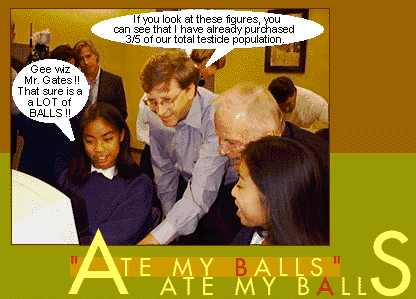 If you look at these figures, you
can see that I have already purchased
3/5 of our total testicle population.
Gee wiz
Mr. Gates !!
That sure is a
a LOT of
BALLS !!
"ATE MY BALLS"
ATE MY BALLS